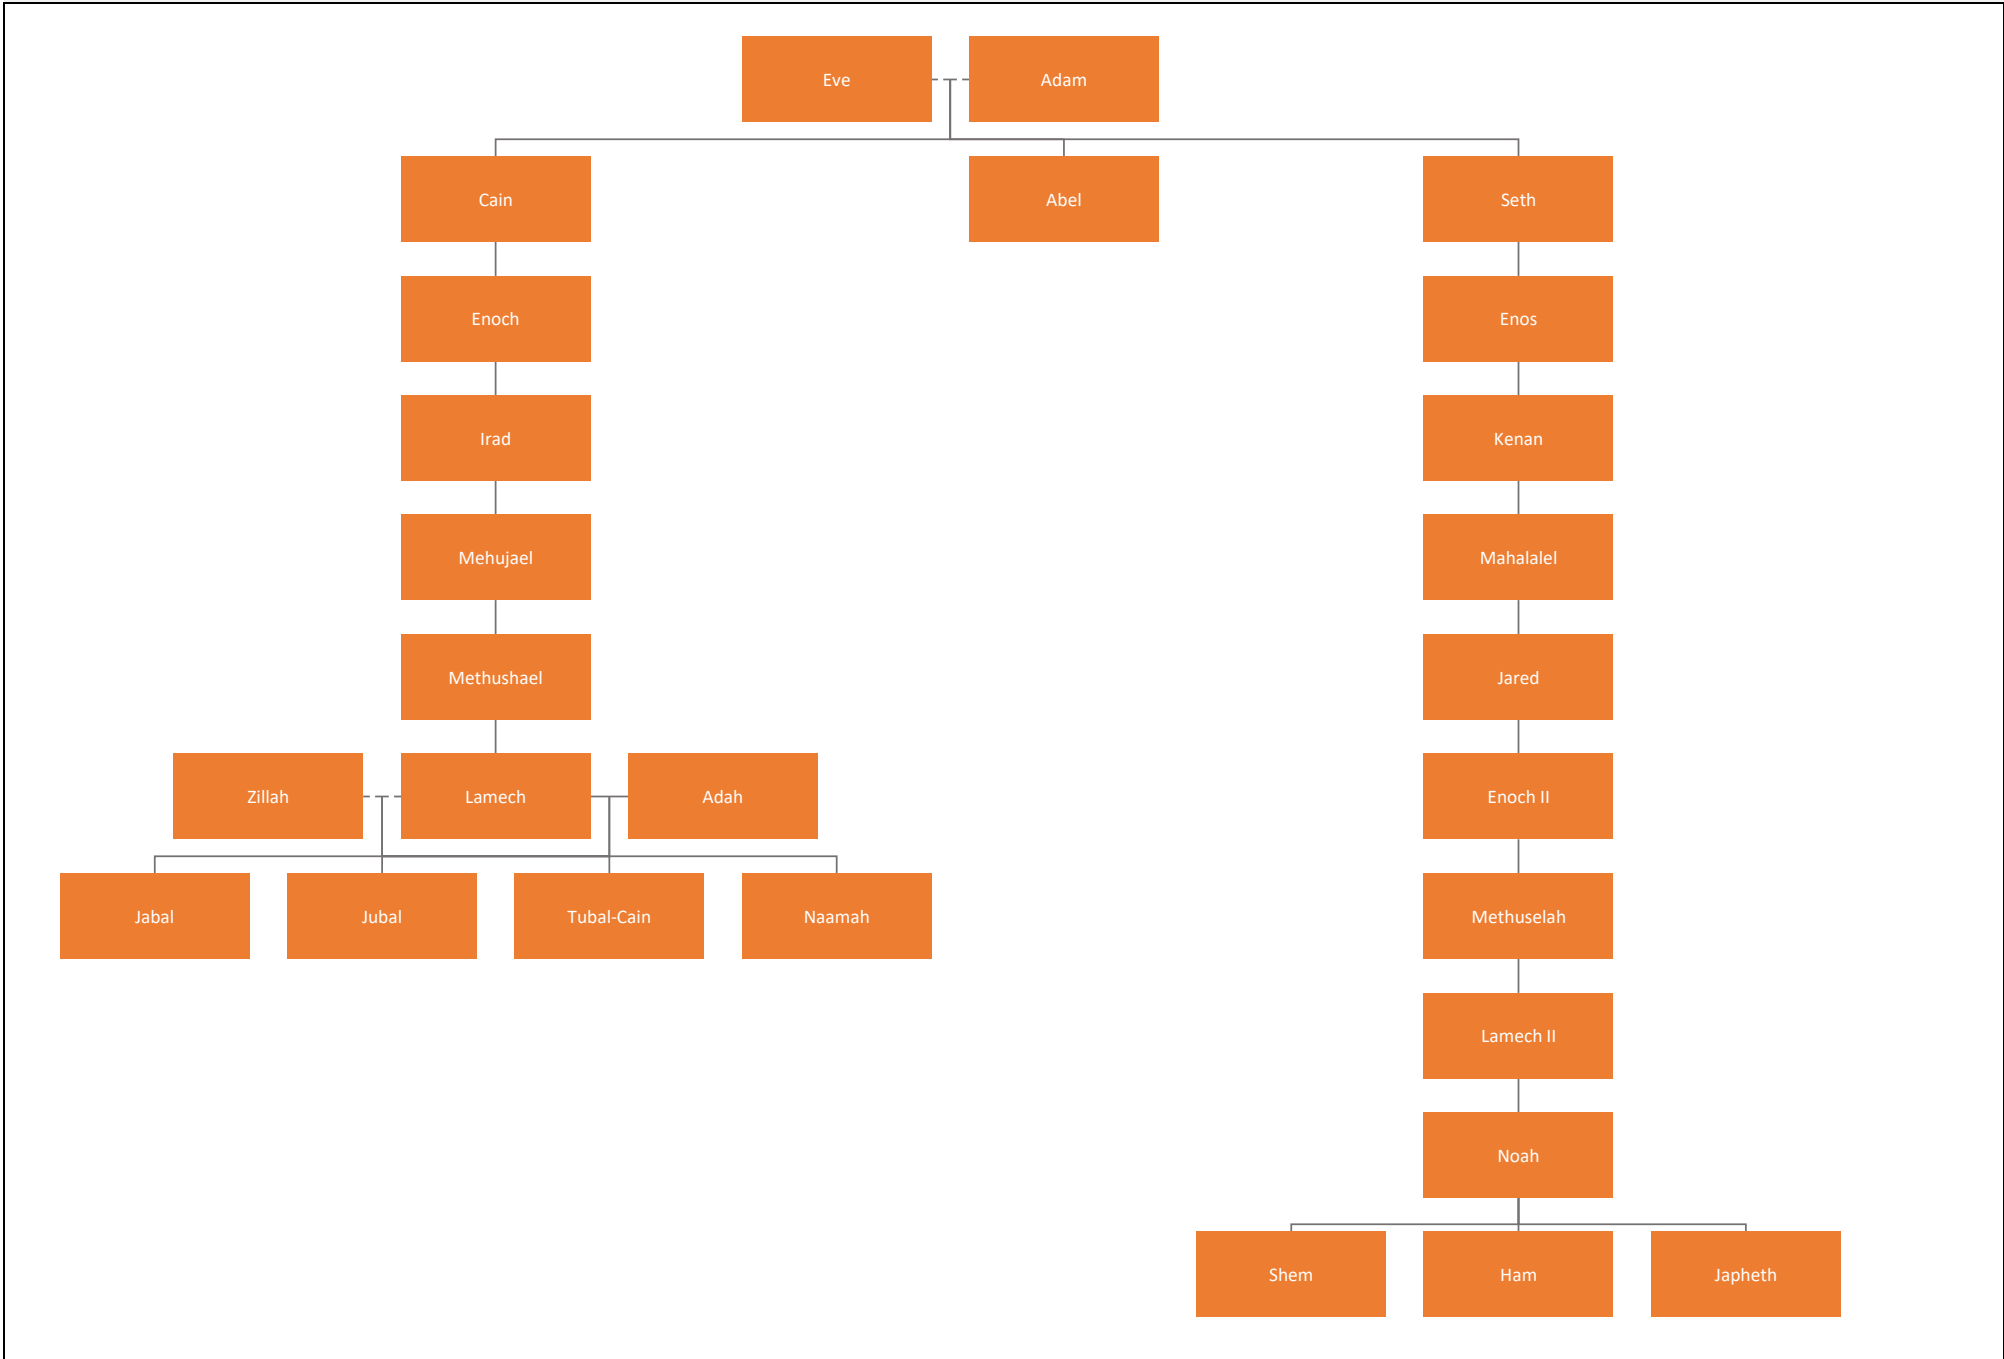 Eve
Adam
Cain
Abel
Seth
Enoch
Enos
Irad
Kenan
Mehujael
Mahalalel
Methushael
Jared
Zillah
Lamech
Adah
Enoch II
Jabal
Jubal
Tubal-Cain
Naamah
Methuselah
Lamech II
Noah
Shem
Ham
Japheth